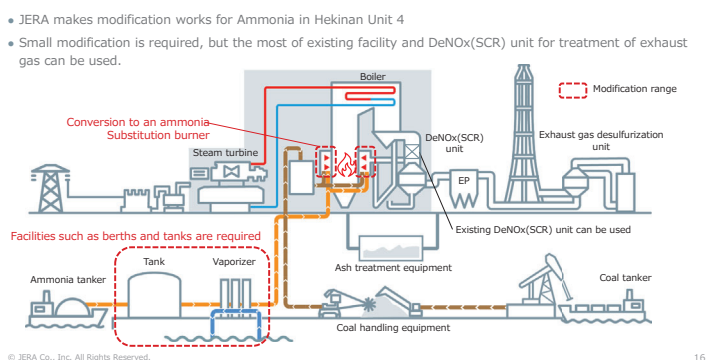 • JERA makes modification works for Ammonia in Hekinan Unit 4
• Small modification is required, but the most of existing facility and DeNOx(SCR) unit for treatment of exhaust
gas can be used.
Boiler
Modification range
Conversion to an ammonia
Substitution burner
DeNOx(SCR)
unit
Exhaust gas desulfurization
unit
Steam turbine
EP
Existing DeNOx(SCR) unit can be used
Facilities such as berths and tanks are required
Tank
Vaporizer
Ash treatment equipment
Ammonia tanker
Coal tanker
Coal handling equipment
© JERA Co., Inc. All Rights Reserved.
16